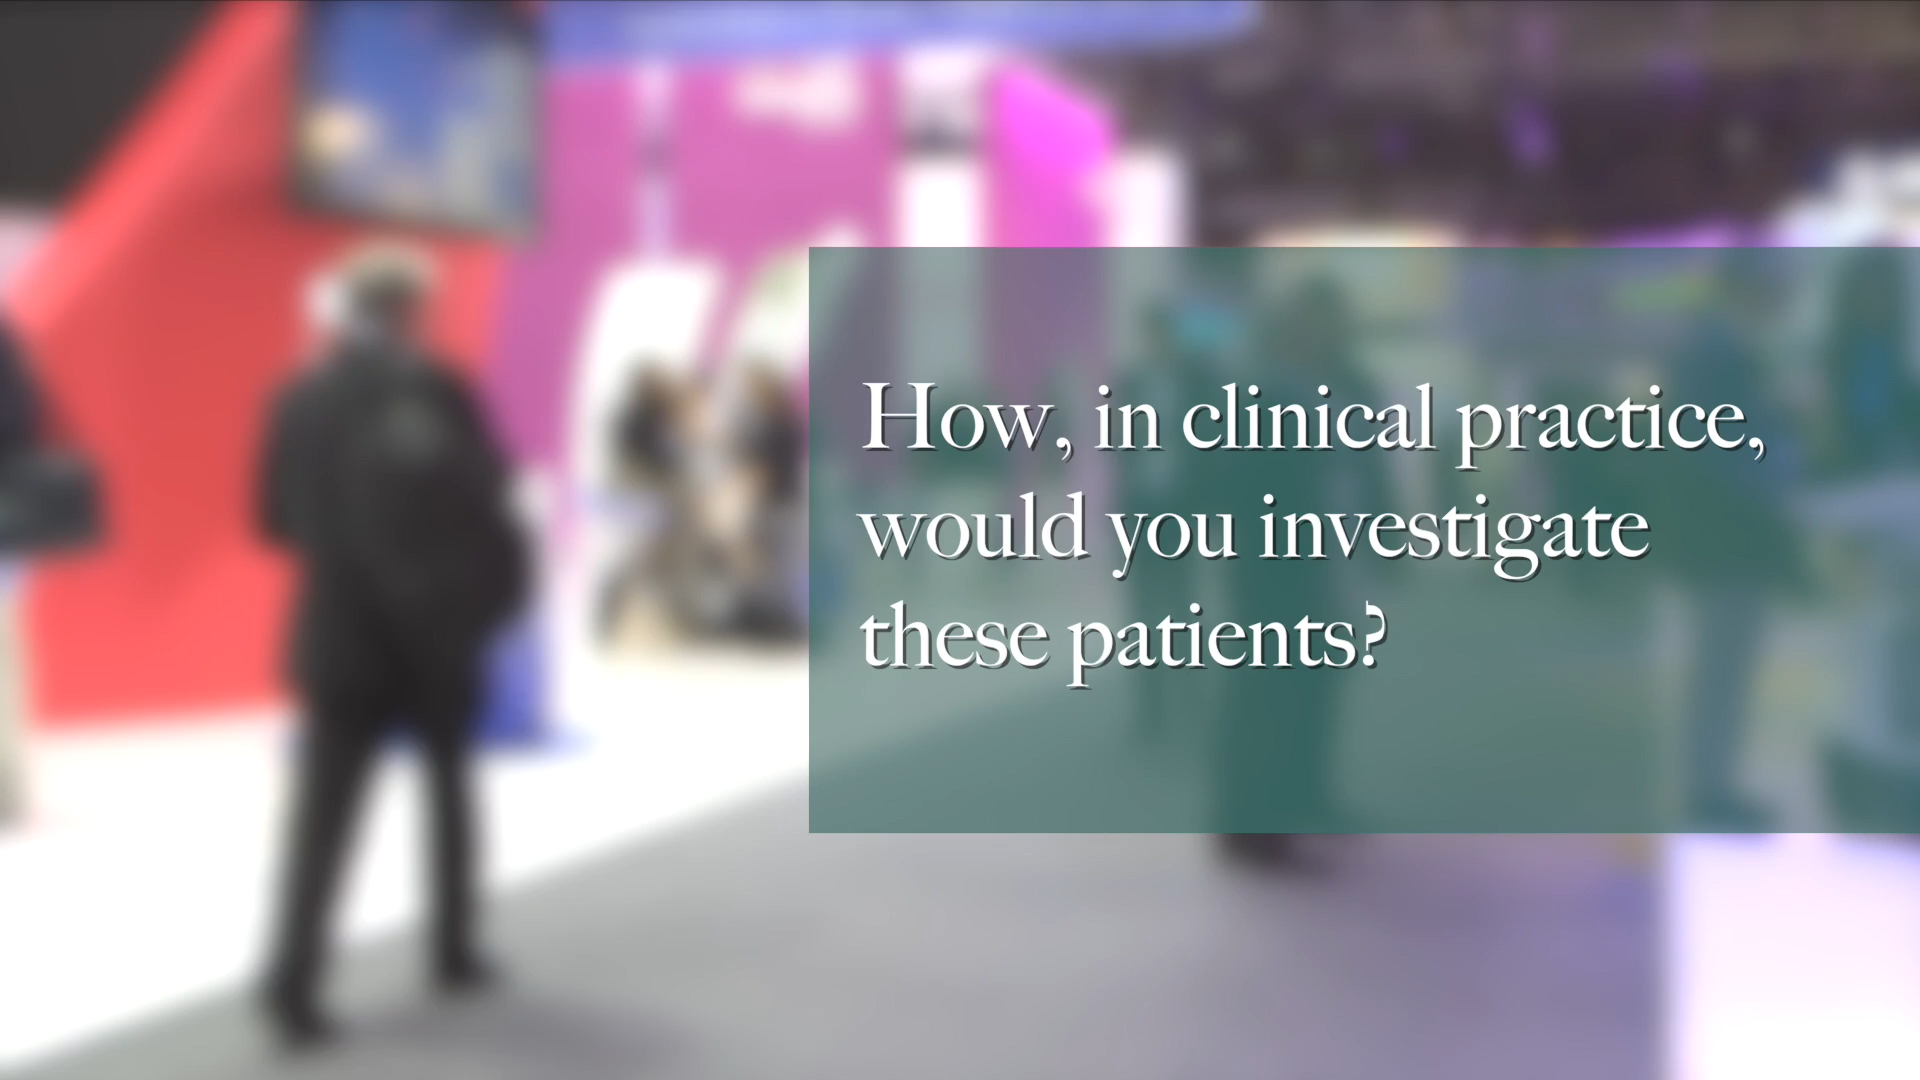 How, in clinical practice,
would you investigate
these patients?